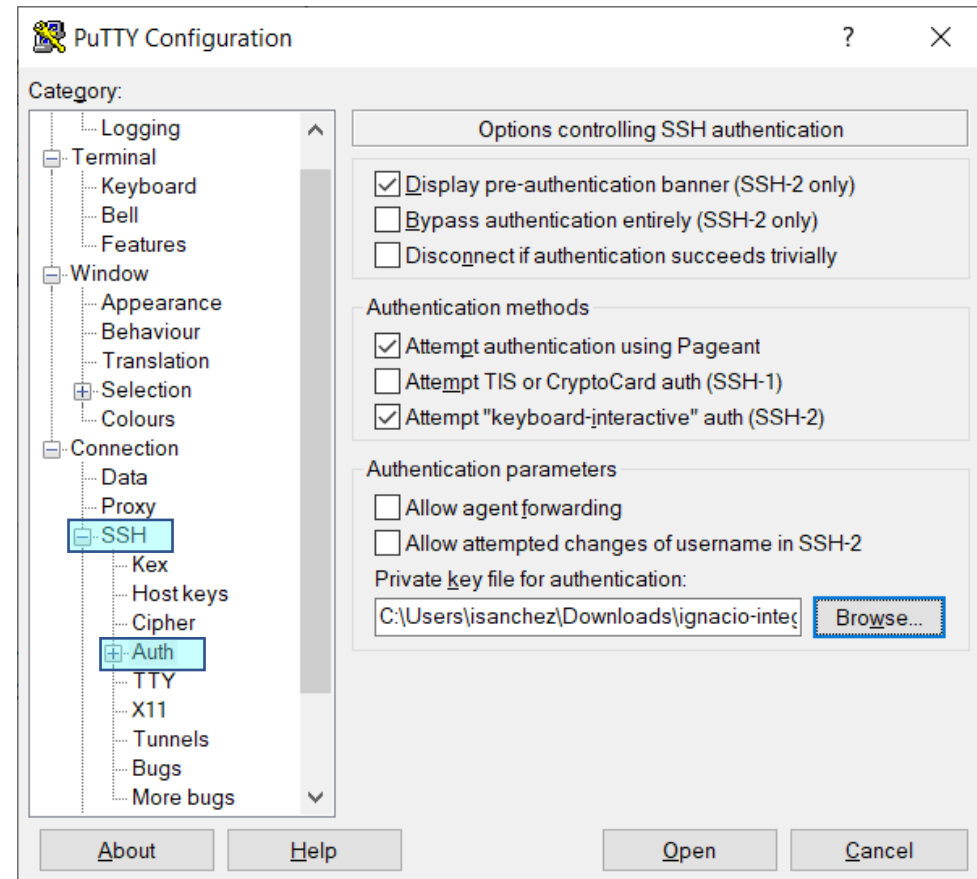 PuTTY Configuration
?
Category:
Logging
Terminal
Keyboard
Bell
Features
Window
Appearance
Behaviour
Translation
Selection
Colours
Connection
Data
Proxy
SSH
Kex
Host keys
Cipher
Auth
TTY
X11
Tunnels
Bugs
More bugs
Options controlling SSH authentication
Display pre-authentication banner (SSH-2 only)
Bypass authentication entirely (SSH-2 only)
Disconnect if authentication succeeds trivially
Authentication methods
Attempt authentication using Pageant
Attempt TIS or CryptoCard auth (SSH-1)
Attempt "keyboard-interactive" auth (SSH-2)
Authentication parameters
Allow agent forwarding
Allow attempted changes of username in SSH-2
Private key file for authentication:
C:\Users\isanchez\Downloads\ignacio-integ
Browse...
About
Help
Open
Cancel